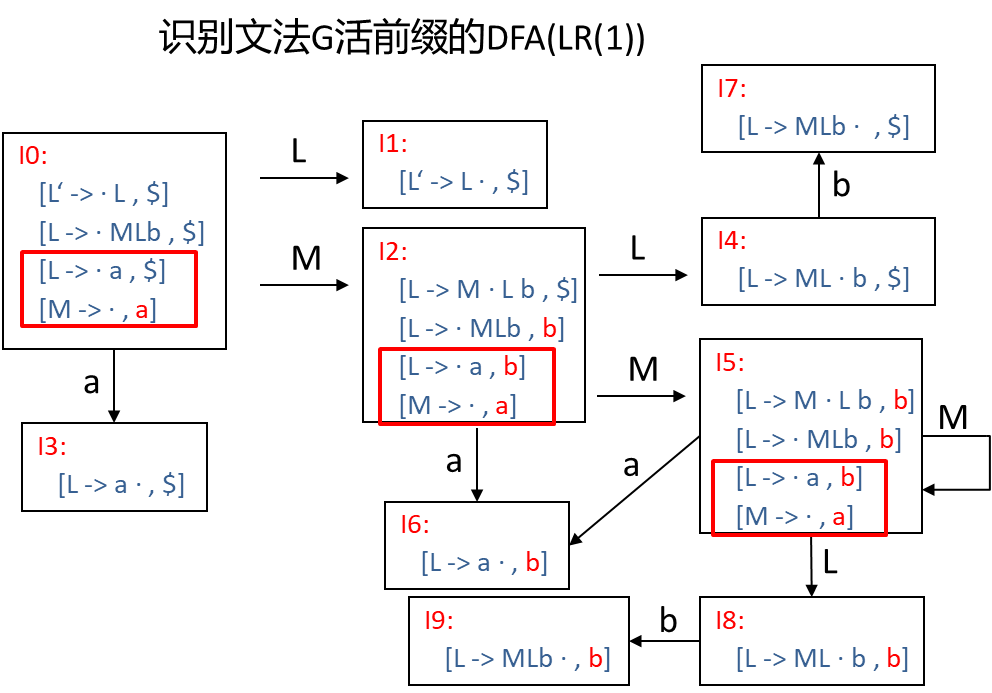 识别文法G活前缀的DFA(LR(1))
I0:
[L‘ -> · L , $]
[L -> · MLb , $]
[L -> · a , $]
[M -> · , a]
L
M
a
I1:
[L‘ -> L · , $]
I2:
[L -> M · L b , $]
[L -> · MLb , b]
[L -> · a , b]
[M -> · , a]
L
M
a
I3:
[L -> a · , $]
I7:
[L -> MLb · , $]
b
I4:
[L -> ML · b , $]
I5:
[L -> M · L b , b]
[L -> · MLb , b]
[L -> · a , b]
[M -> · , a]
M
a
L
I6:
[L -> a · , b]
I9:
[L -> MLb · , b]
b
I8:
[L -> ML · b , b]